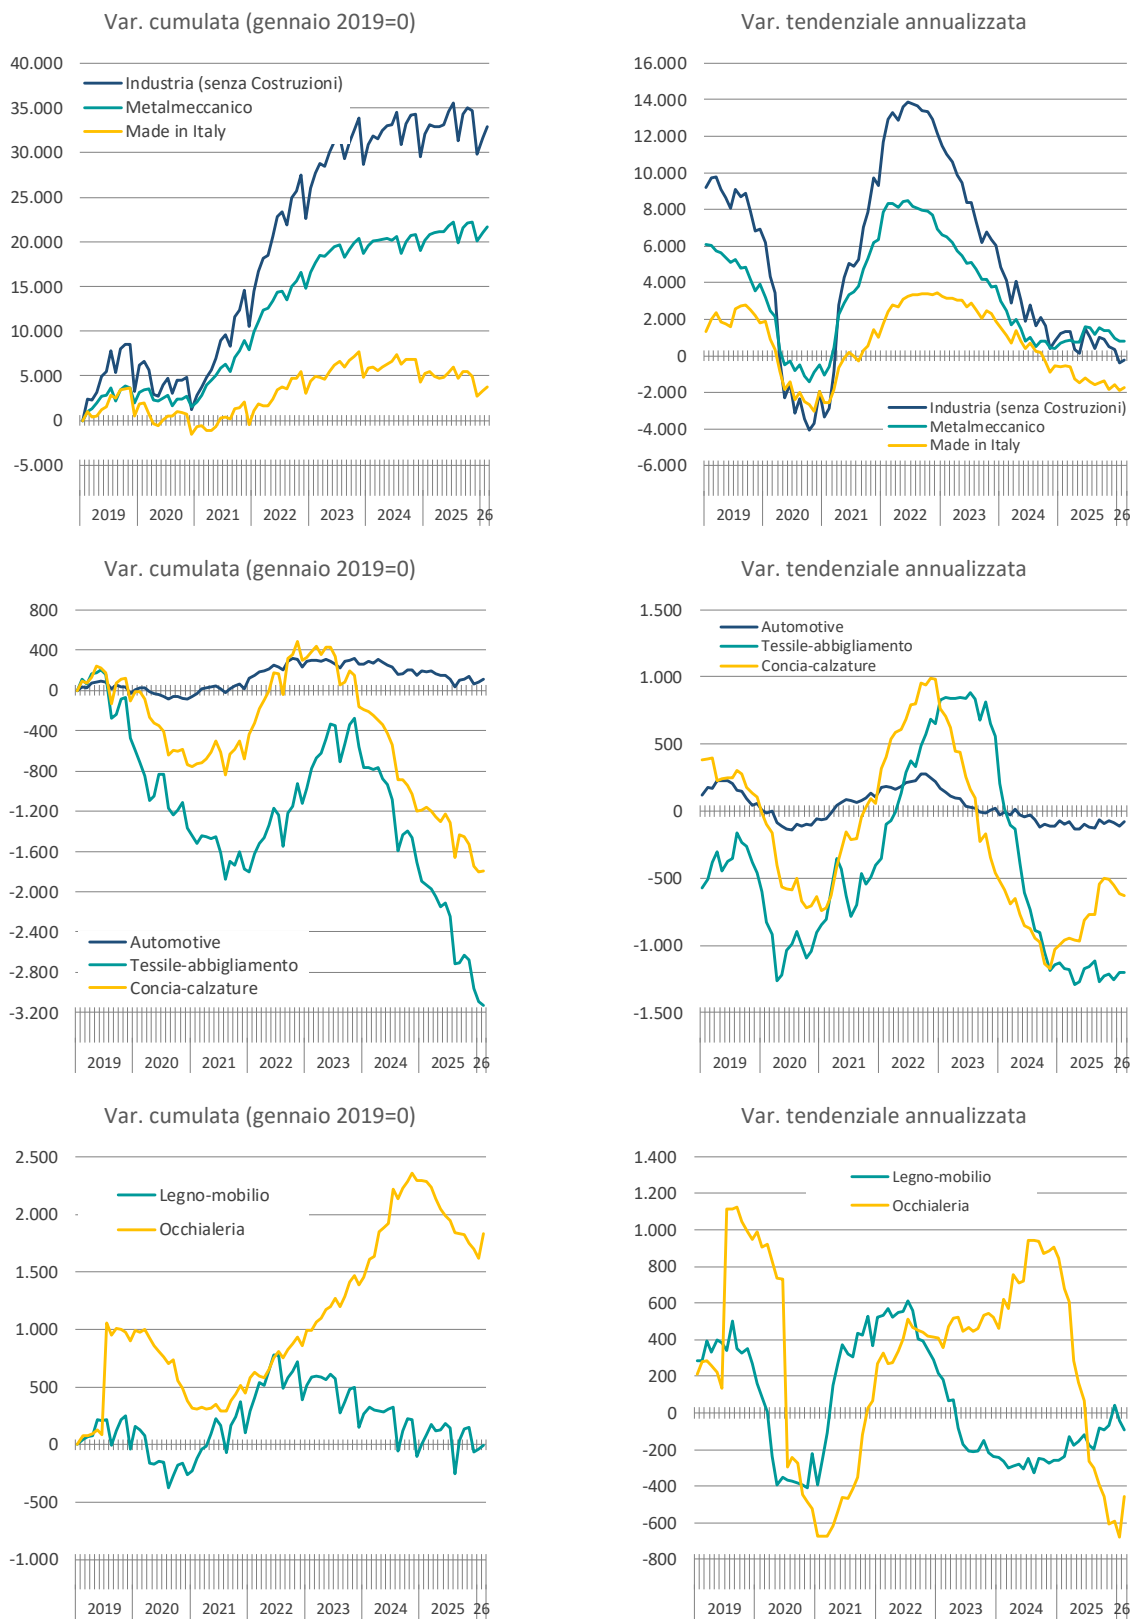 Var. cumulata (gennaio 2019=0)
40.000
35.000
30.000
25.000
20.000
15.000
10.000
5.000
0
-5.000
Industria (senza Costruzioni)
Metalmeccanico
Made in Italy
2019 2020 2021 2022 2023 2024 2025 26
Var. tendenziale annualizzata
16.000
14.000
12.000
10.000
8.000
6.000
4.000
2.000
0
-2.000
-4.000
-6.000
Industria (senza Costruzioni)
Metalmeccanico
Made in Italy
2019 2020 2021 2022 2023 2024 2025 26
Var. cumulata (gennaio 2019=0)
800
400
0
-400
-800
-1.200
-1.600
-2.000
-2.400
-2.800
-3.200
Automotive
Tessile-abbigliamento
Concia-calzature
2019 2020 2021 2022 2023 2024 2025 26
Var. tendenziale annualizzata
1.500
1.000
500
0
-500
-1.000
-1.500
Automotive
Tessile-abbigliamento
Concia-calzature
2019 2020 2021 2022 2023 2024 2025 26
Var. cumulata (gennaio 2019=0)
2.500
2.000
1.500
1.000
500
0
-500
-1.000
Legno-mobilio
Occhialeria
2019 2020 2021 2022 2023 2024 2025 26
Var. tendenziale annualizzata
1.400
1.200
1.000
800
600
400
200
0
-200
-400
-600
-800
Legno-mobilio
Occhialeria
2019 2020 2021 2022 2023 2024 2025 26